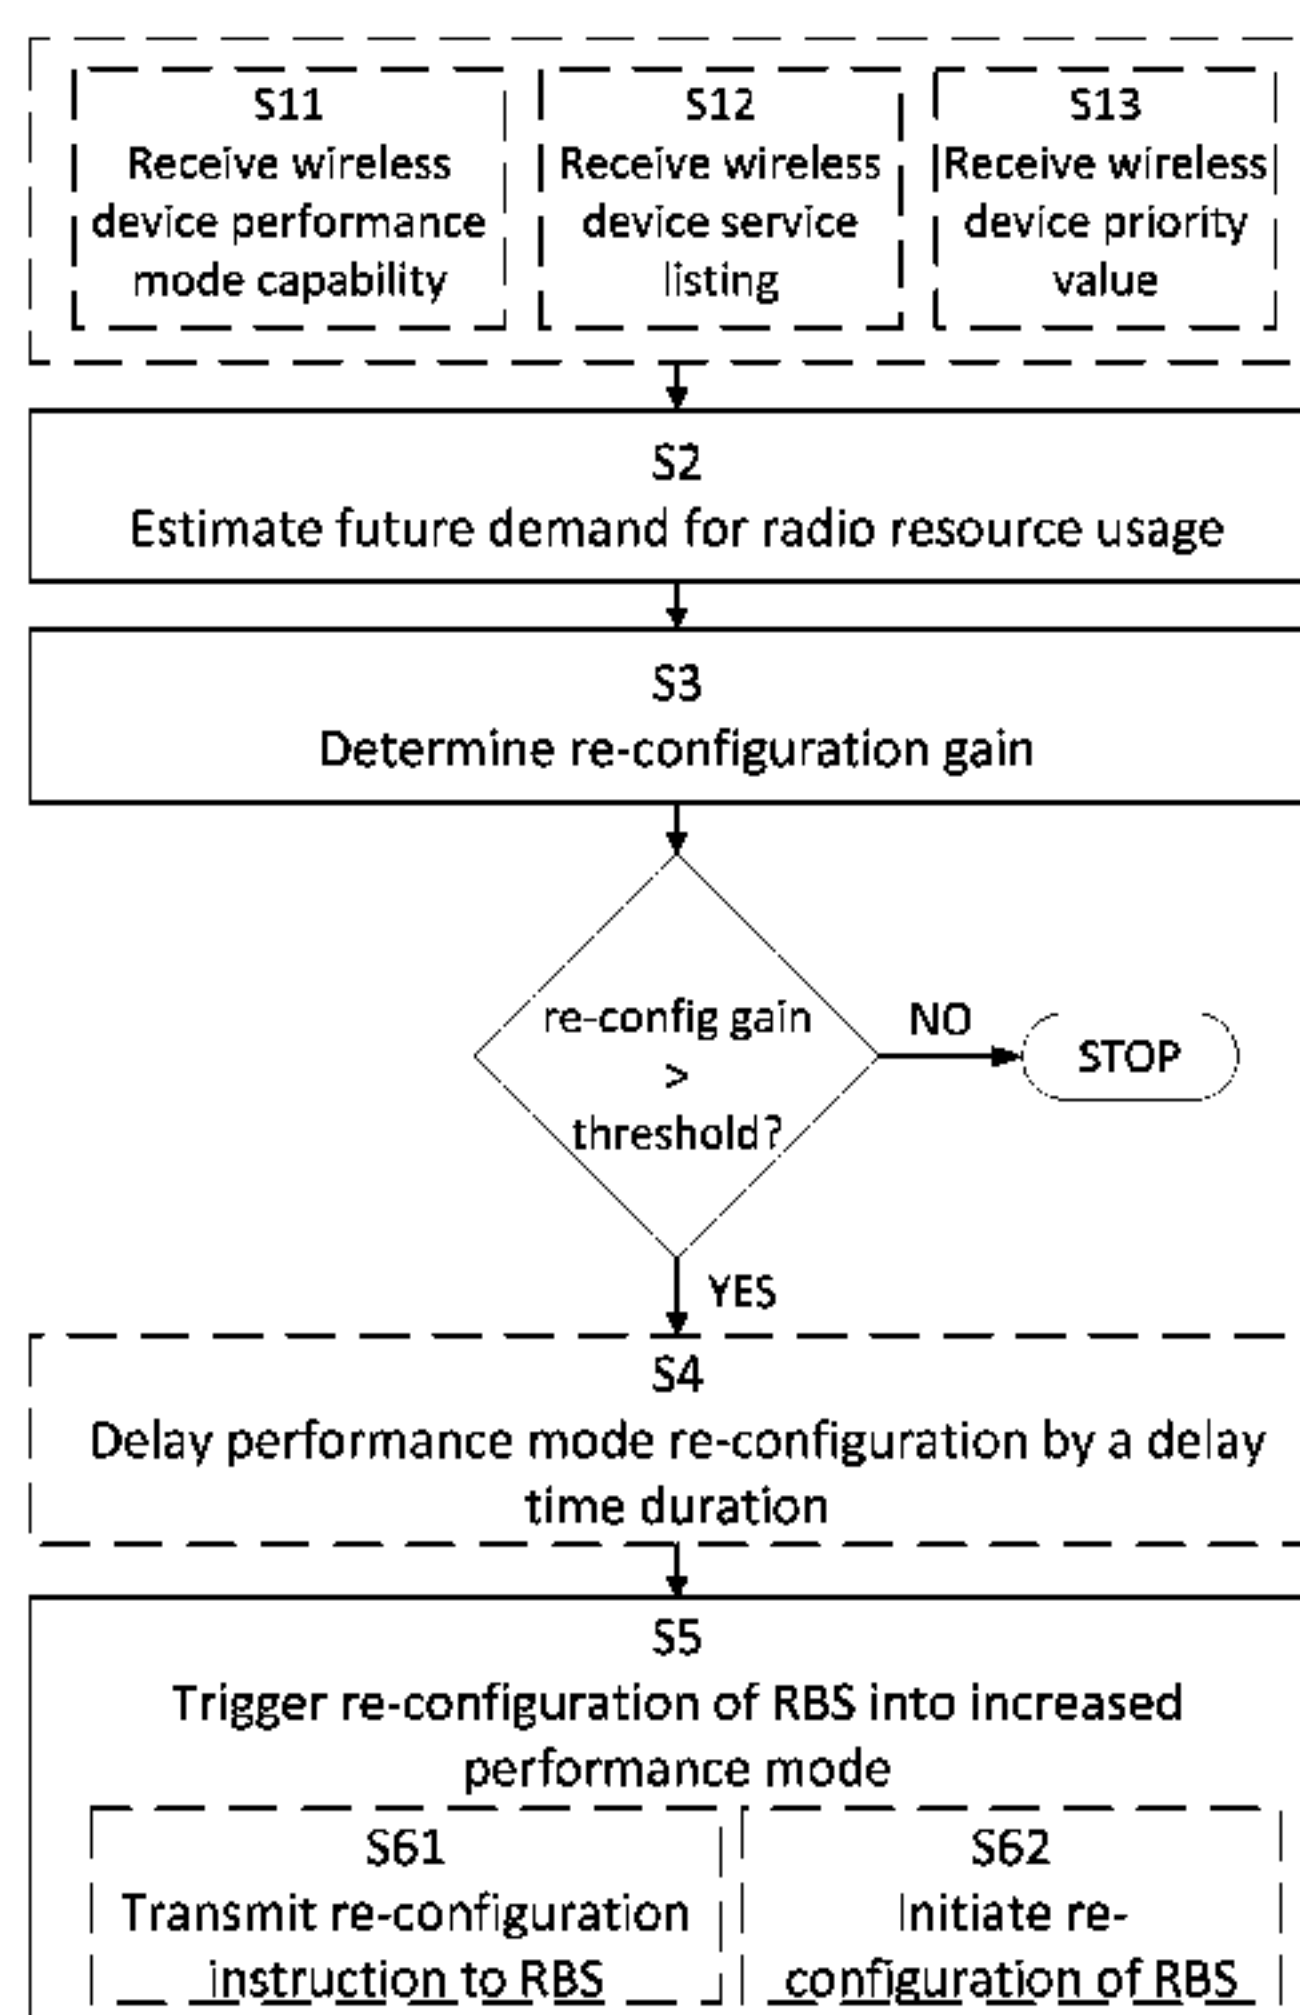 S11
Receive wireless
device performance
mode capability
S12
Receive wireless
device service
listing
S13
Receive wireless
device priority
value
S2
Estimate future demand for radio resource usage
S3
Determine re-configuration gain
re-config gain
>
threshold?
NO
STOP
YES
S4
Delay performance mode re-configuration by a delay
time duration
S5
Trigger re-configuration of RBS into increased
performance mode
S61
Transmit re-configuration
instruction to RBS
S62
Initiate re-
configuration of RBS